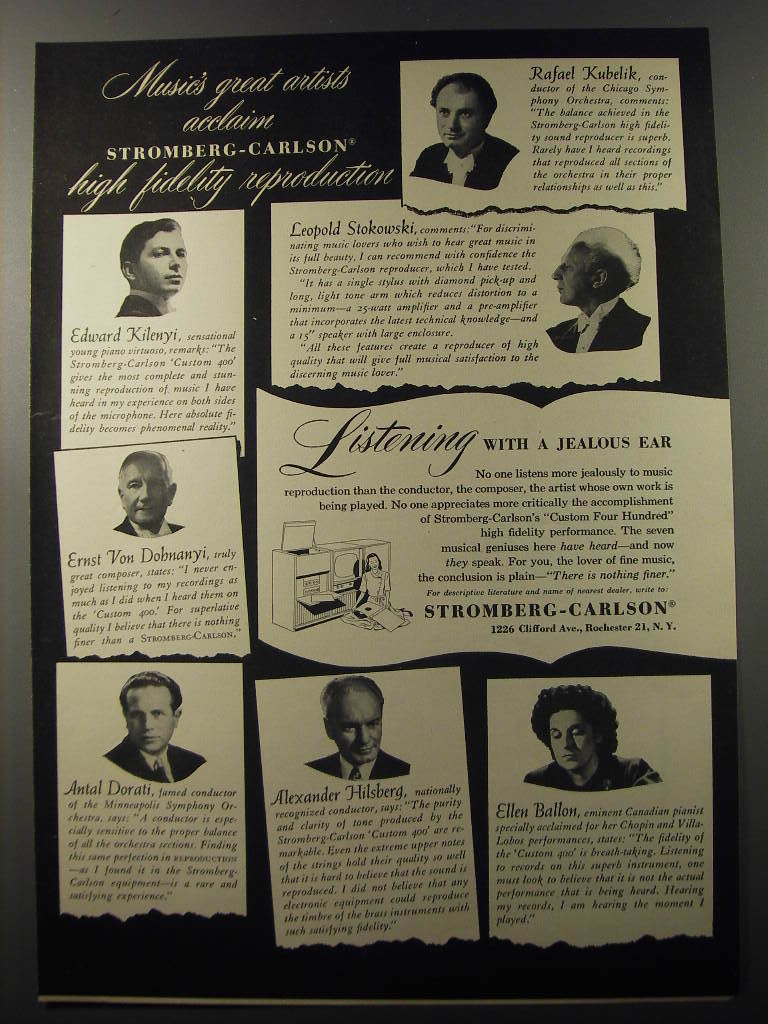 Music's great artists
acclaim
STROMBERG-CARLSON®
high fidelity reproduction
Rafael Kubelik, con-
ductor of the Chicago Sym-
phony Orchestra, comments:
"The balance achieved in the
Stromberg-Carlson high fideli-
ty sound reproducer is superb.
Rarely have I heard recordings
that reproduced all sections of
the orchestra in their proper
relationships as well as this."
Leopold Stokowski, comments: "For discrimi-
nating music lovers who wish to hear great music in
its full beauty, I can recommend with confidence the
Stromberg-Carlson reproducer, which I have tested.
"It has a single stylus with diamond pick-up and
long, light tone arm which reduces distortion to a
minimum—a 25-watt amplifier and a pre-amplifier
that incorporates the latest technical knowledge—and
a 15" speaker with large enclosure.
"All these features create a reproducer of high
quality that will give full musical satisfaction to the
discerning music lover."
Edward Kilenyi, sensational
young piano virtuoso, remarks: "The
Stromberg-Carlson 'Custom 400'
gives the most complete and stun-
ning reproduction of music I have
heard in my experience on both sides
of the microphone. Here absolute fi-
delity becomes phenomenal reality."
Listening WITH A JEALOUS EAR
No one listens more jealously to music
reproduction than the conductor, the composer, the artist whose own work is
being played. No one appreciates more critically the accomplishment
of Stromberg-Carlson's "Custom Four Hundred"
high fidelity performance. The seven
musical geniuses here have heard—and now
they speak. For you, the lover of fine music,
the conclusion is plain—"There is nothing finer."
For descriptive literature and name of nearest dealer, write to:
STROMBERG-CARLSON®
1226 Clifford Ave., Rochester 21, N. Y.
Ernst Von Dohnanyi, truly
great composer, states: "I never en-
joyed listening to my recordings as
much as I did when I heard them on
the 'Custom 400.' For superlative
quality I believe that there is nothing
finer than a STROMBERG-CARLSON."
Antal Dorati, famed conductor
of the Minneapolis Symphony Or-
chestra, says: "A conductor is espe-
cially sensitive to the proper balance
of all the orchestra sections. Finding
this same perfection in REPRODUCTION
—as I found it in the Stromberg-
Carlson equipment—is a rare and
satisfying experience."
Alexander Hilsberg, nationally
recognized conductor, says: "The purity
and clarity of tone produced by the
Stromberg-Carlson 'Custom 400' are re-
markable. Even the extreme upper notes
of the strings hold their quality so well
that it is hard to believe that the sound is
reproduced. I did not believe that any
electronic equipment could reproduce
the timbre of the brass instruments with
such satisfying fidelity."
Ellen Ballon, eminent Canadian pianist
specially acclaimed for her Chopin and Villa-
Lobos performances, states: "The fidelity of
the 'Custom 400' is breath-taking. Listening
to records on this superb instrument, one
must look to believe that it is not the actual
performance that is being heard. Hearing
my records, I am hearing the moment I
played."